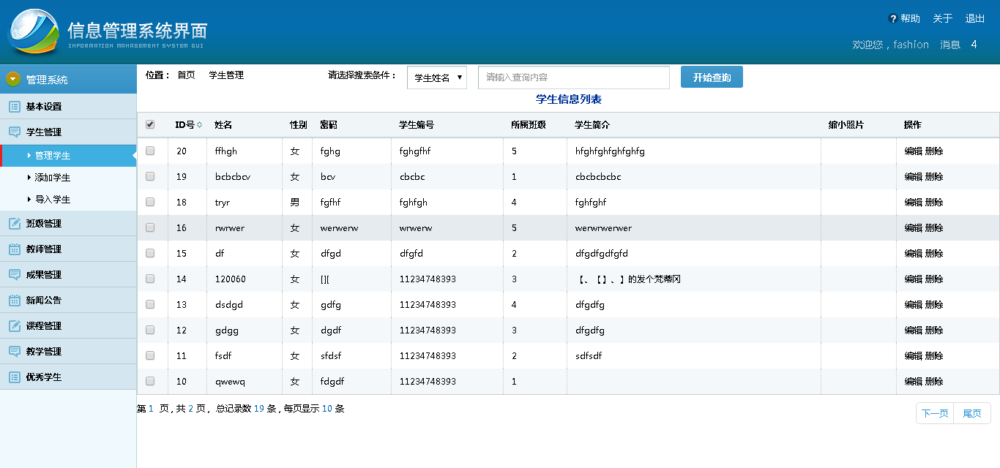 信息管理系统界面
INFORMATION MANAGEMENT SYSTEM GUI
? 帮助 关于 退出
欢迎您，fashion 消息 4
管理系统
基本设置
学生管理
管理学生
添加学生
导入学生
班级管理
教师管理
成果管理
新闻公告
课程管理
教学管理
优秀学生
位置： 首页 学生管理 请选择搜索条件： 学生姓名 请输入查询内容 开始查询
学生信息列表
ID号 姓名 性别 密码 学生编号 所属班级 学生简介 缩小照片 操作
20 ffhgh 女 fghg fghgfhf 5 hfghfghfghfghfg 编辑 删除
19 bcbcbcv 女 bcv cbcbc 1 cbcbcbcbc 编辑 删除
18 tryr 男 fgfhf fghfgh 4 fghfghf 编辑 删除
16 rwrwer 女 werwerw wrwerw 5 werwrwerwer 编辑 删除
15 df 女 dfgd dfgfd 2 dfgdfgdfgfd 编辑 删除
14 120060 女 [][ 11234748393 3 【、【】、】的发个梵蒂冈 编辑 删除
13 dsdgd 女 gdfg 11234748393 4 dfgdfg 编辑 删除
12 gdgg 女 dgdf 11234748393 3 dfgdfg 编辑 删除
11 fsdf 女 sfdsf 11234748393 2 sdfsdf 编辑 删除
10 qwewq 女 fdgdf 11234748393 1 编辑 删除
第 1 页，共 2 页， 总记录数 19 条，每页显示 10 条
下一页 尾页